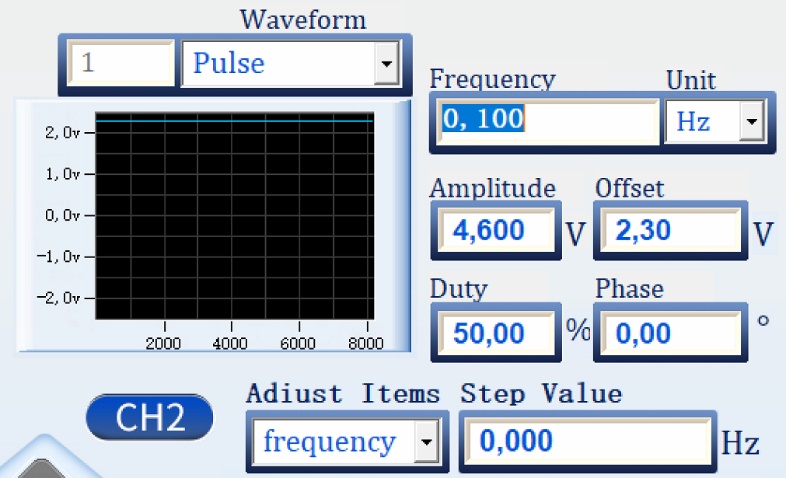 Waveform
1 Pulse
Frequency Unit
0, 100 Hz
2,0v
1,0v
0,0v
-1,0v
-2,0v
2000 4000 6000 8000
Amplitude Offset
4,600 V 2,30 V
Duty Phase
50,00 % 0,00 °
CH2
Adiust Items Step Value
frequency 0,000 Hz